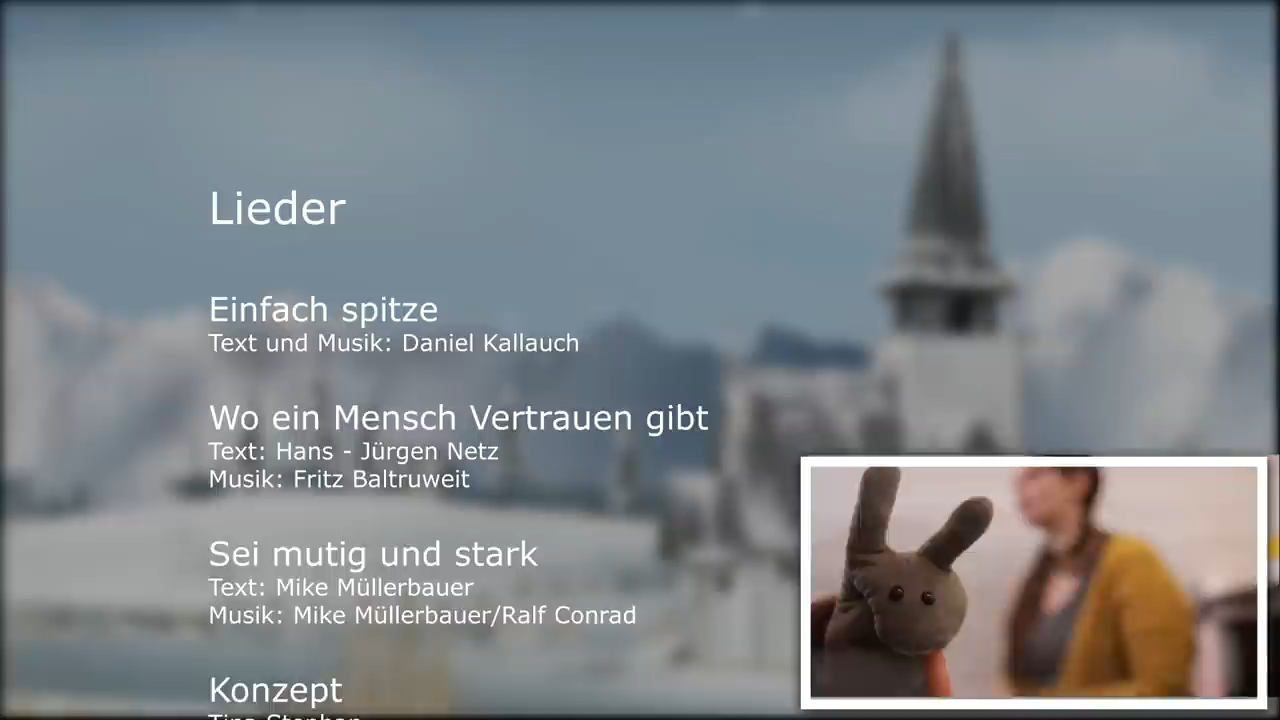 Lieder
Einfach spitze
Text und Musik: Daniel Kallauch
Wo ein Mensch Vertrauen gibt
Text: Hans - Jürgen Netz
Musik: Fritz Baltruweit
Sei mutig und stark
Text: Mike Müllerbauer
Musik: Mike Müllerbauer/Ralf Conrad
Konzept